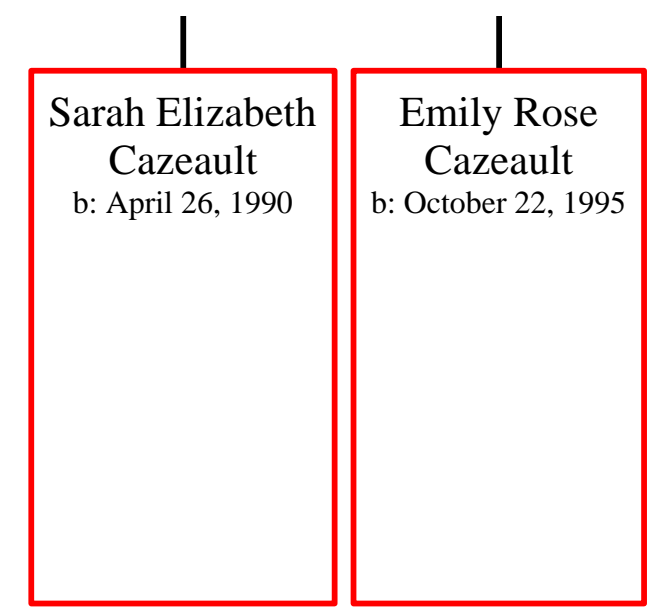 Sarah Elizabeth
Cazeault
b: April 26, 1990
Emily Rose
Cazeault
b: October 22, 1995